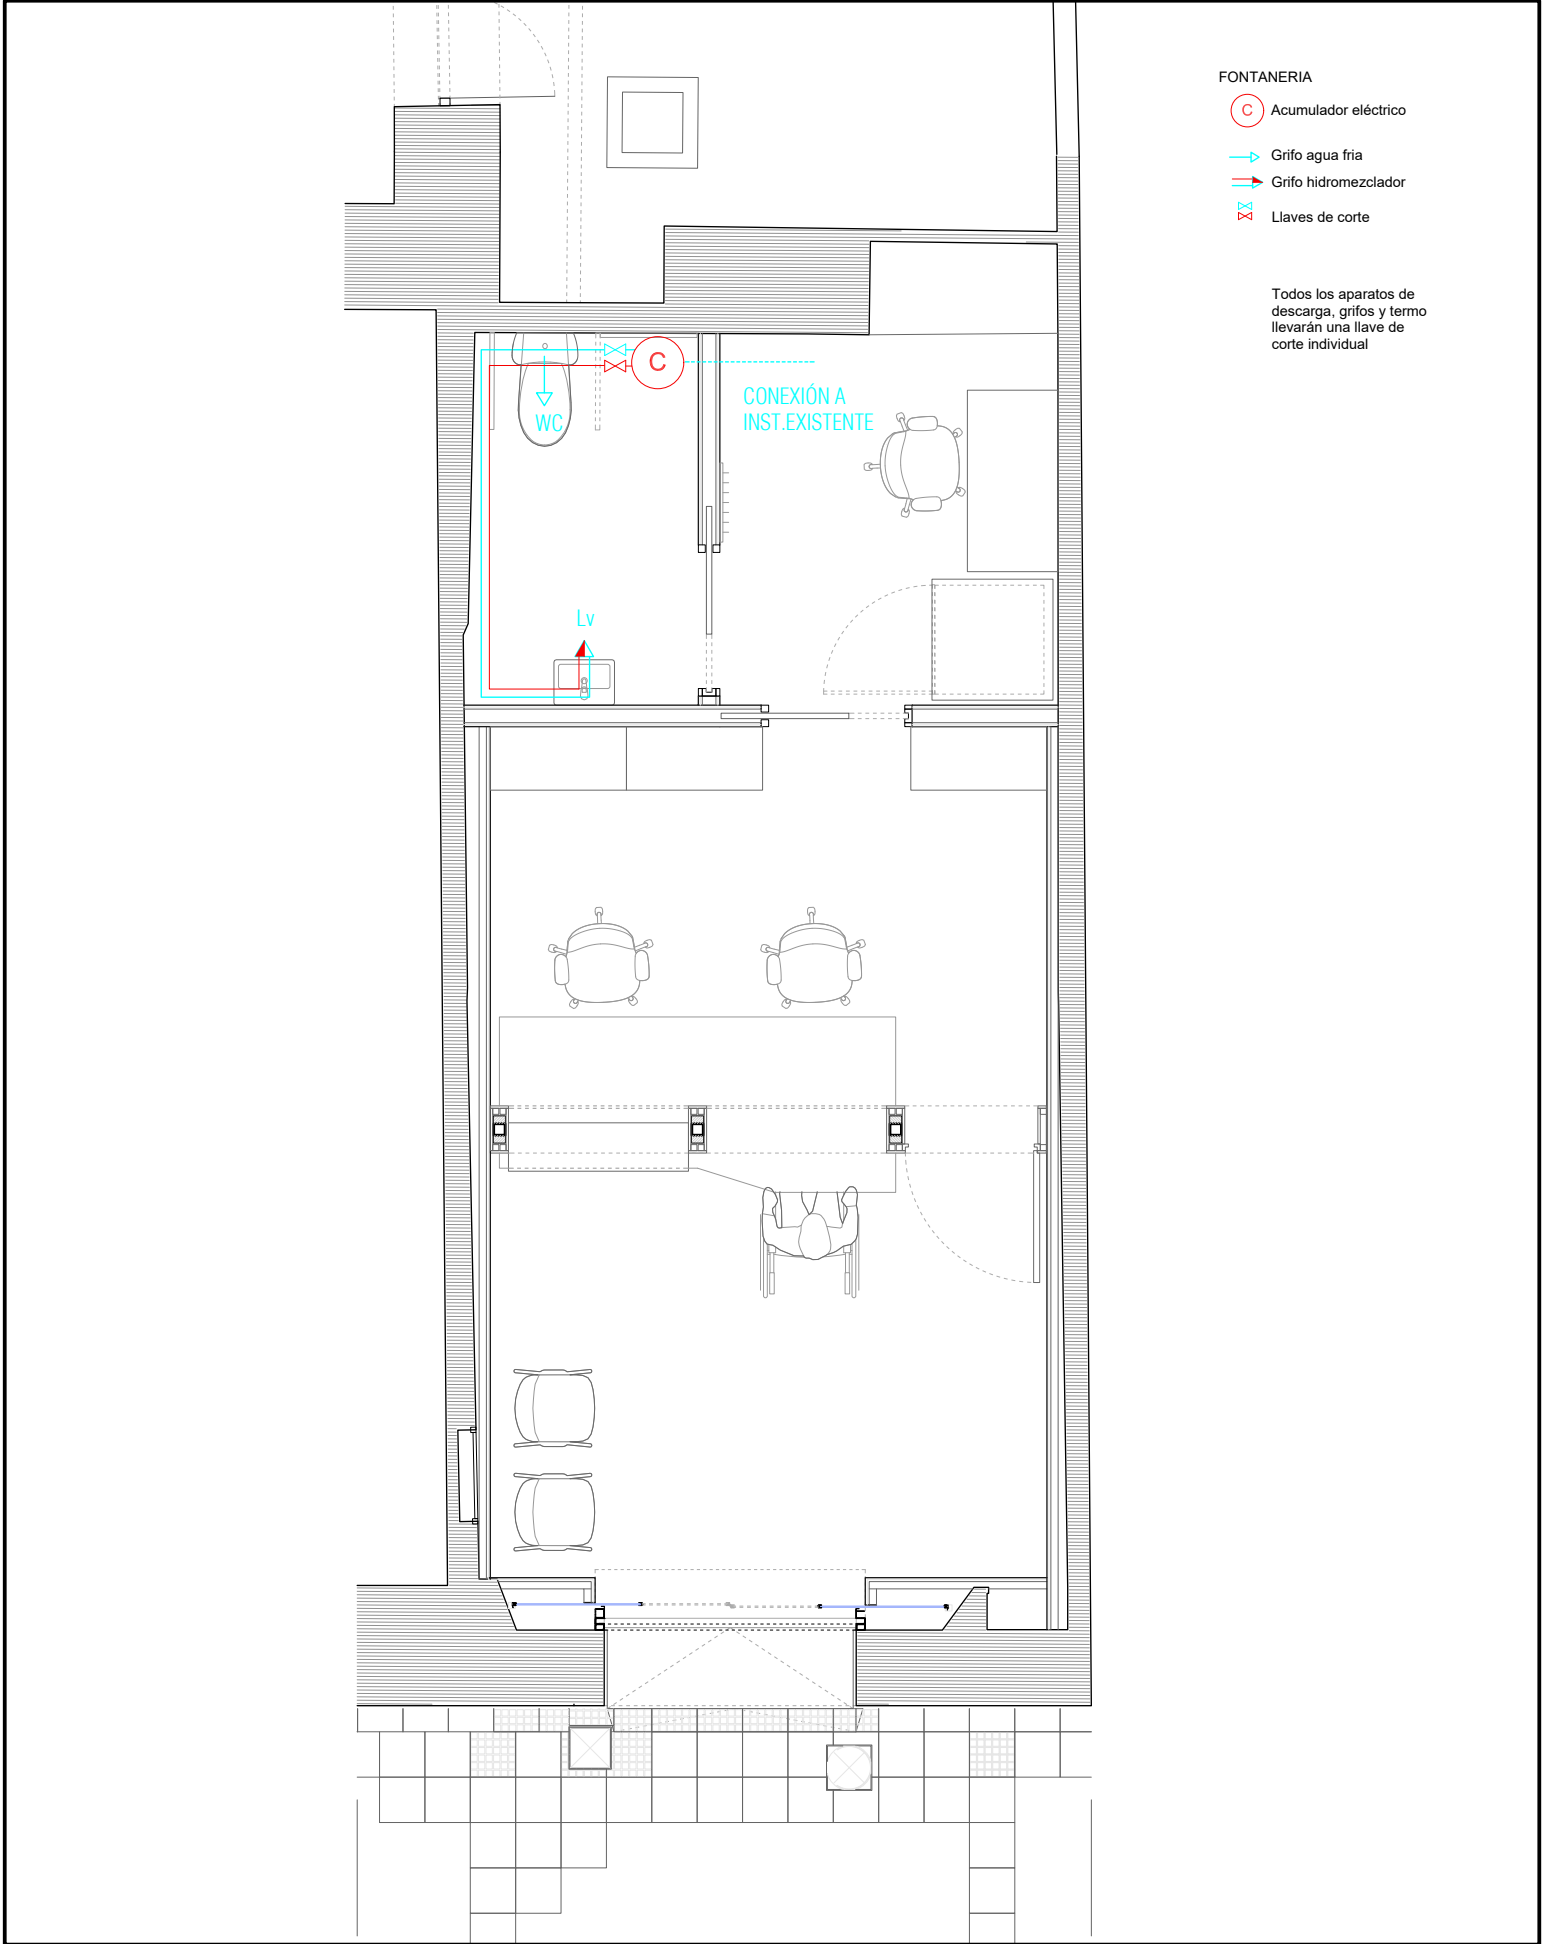 FONTANERIA
C Acumulador eléctrico
Grifo agua fria
Grifo hidromezclador
Llaves de corte
Todos los aparatos de
descarga, grifos y termo
llevarán una llave de
corte individual
C
CONEXIÓN A
INST.EXISTENTE
WC
Lv